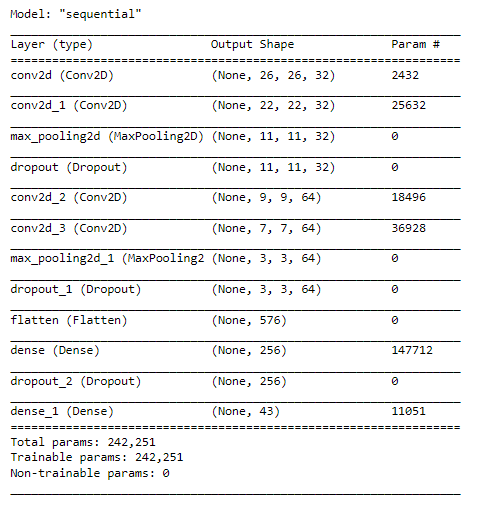 Model: "sequential"
Layer (type) Output Shape Param #
conv2d (Conv2D) (None, 26, 26, 32) 2432
conv2d_1 (Conv2D) (None, 22, 22, 32) 25632
max_pooling2d (MaxPooling2D) (None, 11, 11, 32) 0
dropout (Dropout) (None, 11, 11, 32) 0
conv2d_2 (Conv2D) (None, 9, 9, 64) 18496
conv2d_3 (Conv2D) (None, 7, 7, 64) 36928
max_pooling2d_1 (MaxPooling2 (None, 3, 3, 64) 0
dropout_1 (Dropout) (None, 3, 3, 64) 0
flatten (Flatten) (None, 576) 0
dense (Dense) (None, 256) 147712
dropout_2 (Dropout) (None, 256) 0
dense_1 (Dense) (None, 43) 11051
Total params: 242,251
Trainable params: 242,251
Non-trainable params: 0